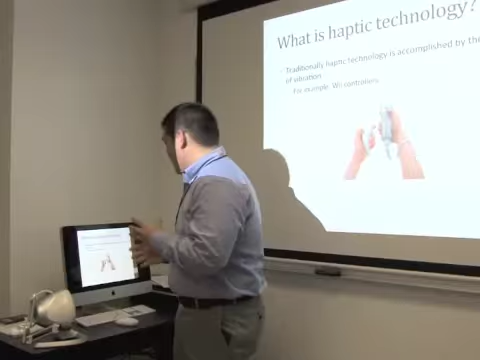 What is haptic technology?
Traditionally haptic technology is accomplished by the
of vibration
For example: Wii controllers